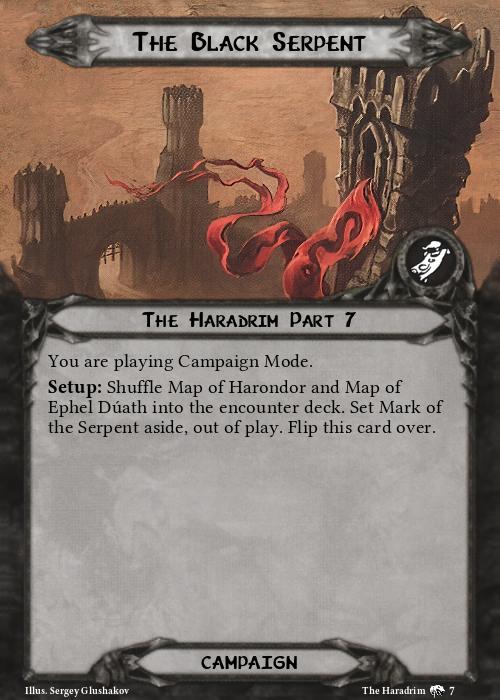 The Black Serpent
The Haradrim Part 7
You are playing Campaign Mode.
Setup: Shuffle Map of Harondor and Map of
Ephel Dúath into the encounter deck. Set Mark of
the Serpent aside, out of play. Flip this card over.
CAMPAIGN
Illus. Sergey Glushakov
The Haradrim 7